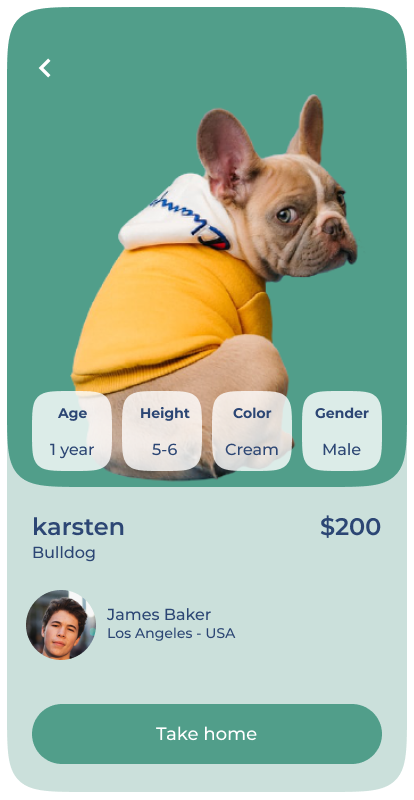 Champion
Age
Height
Color
Gender
1 year
5-6
Cream
Male
karsten
$200
Bulldog
James Baker
Los Angeles - USA
Take home